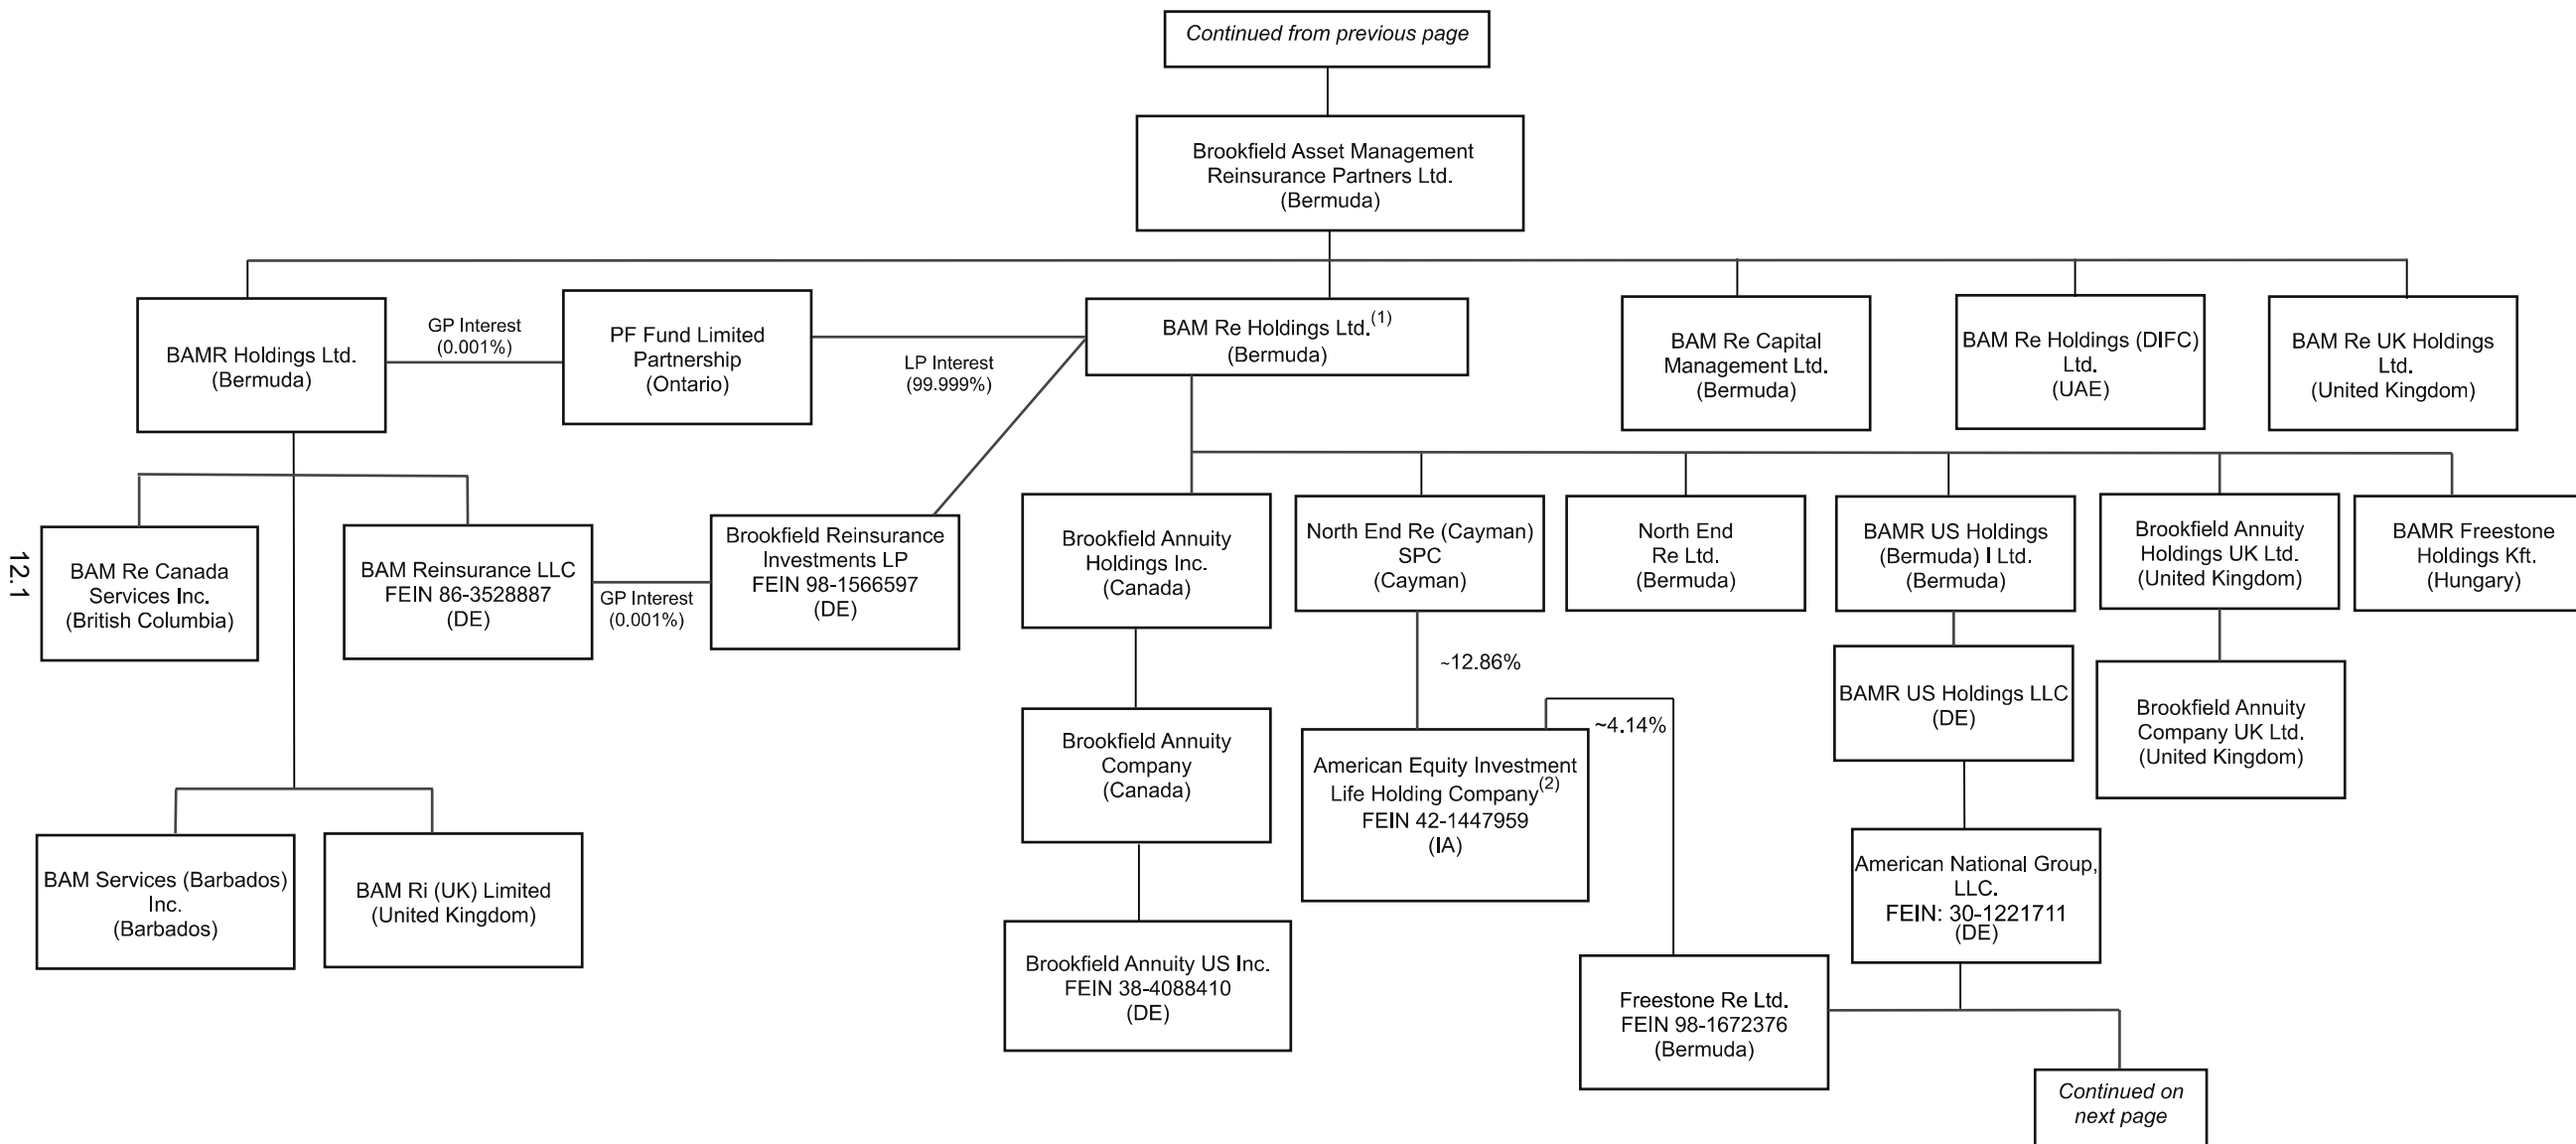 Continued from previous page
Brookfield Asset Management
Reinsurance Partners Ltd.
(Bermuda)
BAMR Holdings Ltd.
(Bermuda)
GP Interest
(0.001%)
PF Fund Limited
Partnership
(Ontario)
LP Interest
(99.999%)
BAM Re Holdings Ltd.(1)
(Bermuda)
BAM Re Capital
Management Ltd.
(Bermuda)
BAM Re Holdings (DIFC)
Ltd.
(UAE)
BAM Re UK Holdings
Ltd.
(United Kingdom)
12.1
BAM Re Canada
Services Inc.
(British Columbia)
BAM Reinsurance LLC
FEIN 86-3528887
(DE)
GP Interest
(0.001%)
Brookfield Reinsurance
Investments LP
FEIN 98-1566597
(DE)
Brookfield Annuity
Holdings Inc.
(Canada)
North End Re (Cayman)
SPC
(Cayman)
North End
Re Ltd.
(Bermuda)
BAMR US Holdings
(Bermuda) I Ltd.
(Bermuda)
Brookfield Annuity
Holdings UK Ltd.
(United Kingdom)
BAMR Freestone
Holdings Kft.
(Hungary)
~12.86%
BAMR US Holdings LLC
(DE)
Brookfield Annuity
Company UK Ltd.
(United Kingdom)
Brookfield Annuity
Company
(Canada)
~4.14%
American Equity Investment
Life Holding Company(2)
FEIN 42-1447959
(IA)
BAM Services (Barbados)
Inc.
(Barbados)
BAM Ri (UK) Limited
(United Kingdom)
American National Group,
LLC.
FEIN: 30-1221711
(DE)
Brookfield Annuity US Inc.
FEIN 38-4088410
(DE)
Freestone Re Ltd.
FEIN 98-1672376
(Bermuda)
Continued on
next page